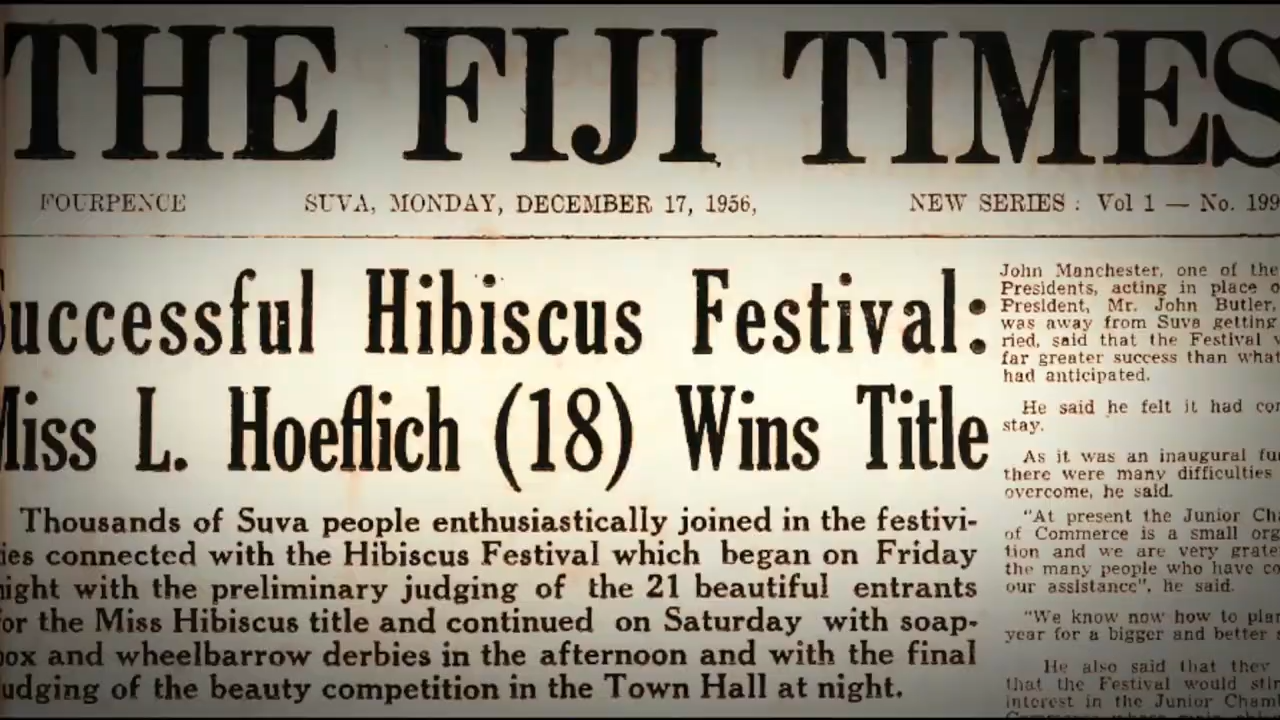 THE FIJI TIMES
FOURPENCE SUVA, MONDAY, DECEMBER 17, 1956, NEW SERIES : Vol 1 — No. 199
Successful Hibiscus Festival:
Miss L. Hoeflich (18) Wins Title
Thousands of Suva people enthusiastically joined in the festivi-
ies connected with the Hibiscus Festival which began on Friday
night with the preliminary judging of the 21 beautiful entrants
for the Miss Hibiscus title and continued on Saturday with soap-
box and wheelbarrow derbies in the afternoon and with the final
udging of the beauty competition in the Town Hall at night.
John Manchester, one of the
Presidents, acting in place o
President, Mr. John Butler,
was away from Suva getting
ried, said that the Festival
far greater success than what
had anticipated.
He said he felt it had
stay.
As it was an inaugural
there were many difficulties
overcome, he said.
"At present the Junior
of Commerce is a small
tion and we are very
the many people who have
our assistance", he said.
"We know now how to
year for a bigger and better
He also said that they
that the Festival would
interest in the Junior